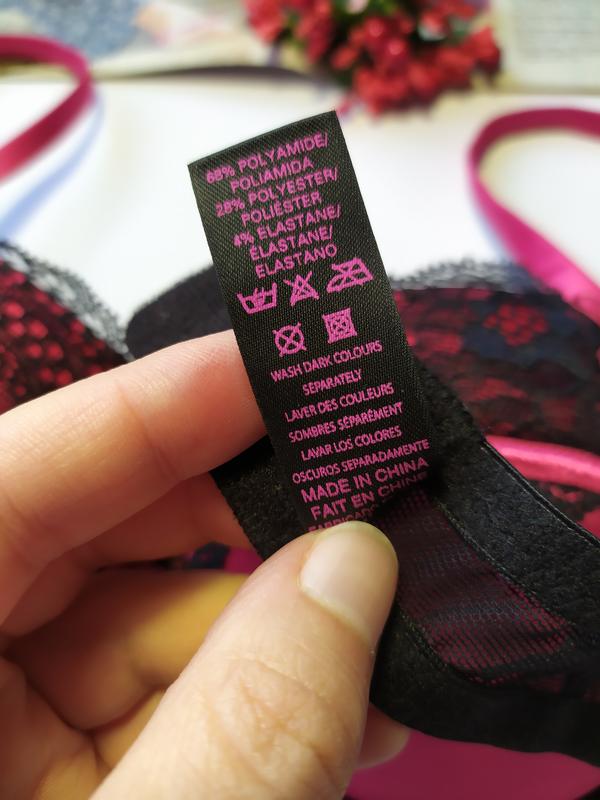 68% POLYAMIDE/
POLIAMIDA
28% POLYESTER/
POLIÉSTER
4% ELASTANE/
ÉLASTANE/
ELASTANO
WASH DARK COLOURS
SEPARATELY
LAVER DES COULEURS
SOMBRES SÉPARÉMENT
LAVAR LOS COLORES
OSCUROS SEPARADAMENTE
MADE IN CHINA
FAIT EN CHINE